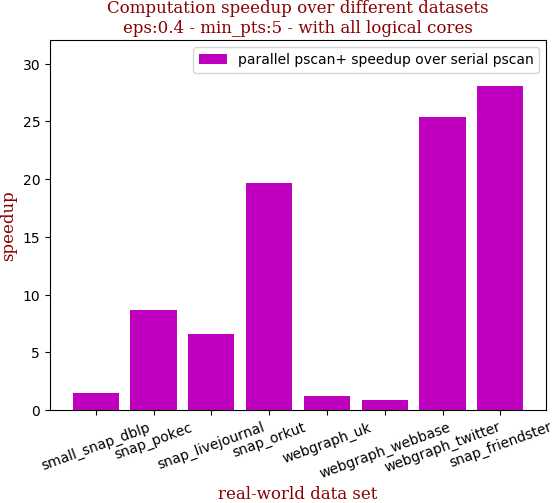 Computation speedup over different datasets
eps:0.4 - min_pts:5 - with all logical cores
parallel pscan+ speedup over serial pscan
speedup
30
25
20
15
10
5
0
small_snap_dblp
snap_pokec
snap_livejournal
snap_orkut
webgraph_uk
webgraph_webbase
webgraph_twitter
snap_friendster
real-world data set